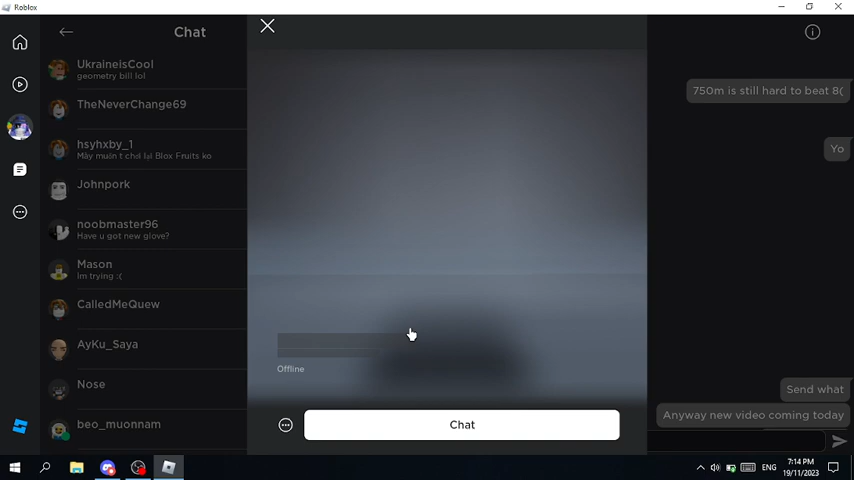 Roblox
Chat
UkraineisCool
geometry bill lol
TheNeverChange69
hsyhxby_1
Mày muốn t chơi lại Blox Fruits ko
Johnpork
noobmaster96
Have u got new glove?
Mason
Im trying :(
CalledMeQuew
AyKu_Saya
Nose
beo_muonnam
Offline
Chat
750m is still hard to beat 8(
Yo
Send what
Anyway new video coming today
ENG
7:14 PM
19/11/2023